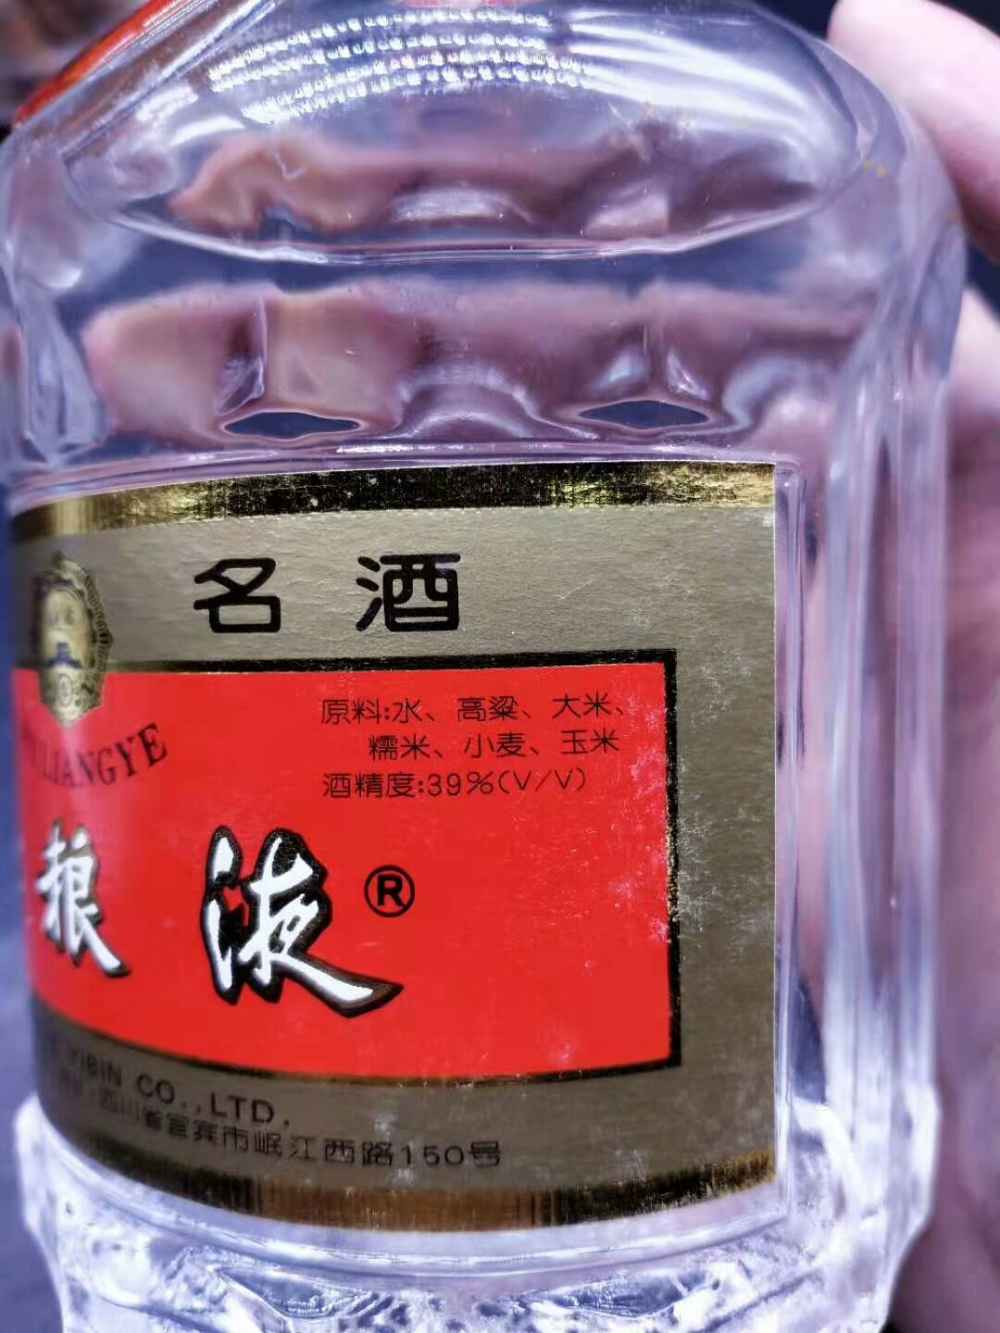 名酒
LIANGYE
原料:水、高粱、大米、
糯米、小麦、玉米
酒精度:39%(V/V)
粮液®
YIBIN CO.,LTD.
四川省宜宾市岷江西路150号